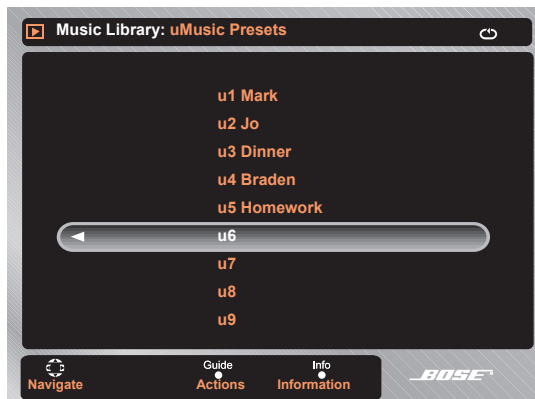 Music Library: uMusic Presets
u1 Mark
u2 Jo
u3 Dinner
u4 Braden
u5 Homework
u6
u7
u8
u9
Guide Info
Navigate Actions Information
BOSE